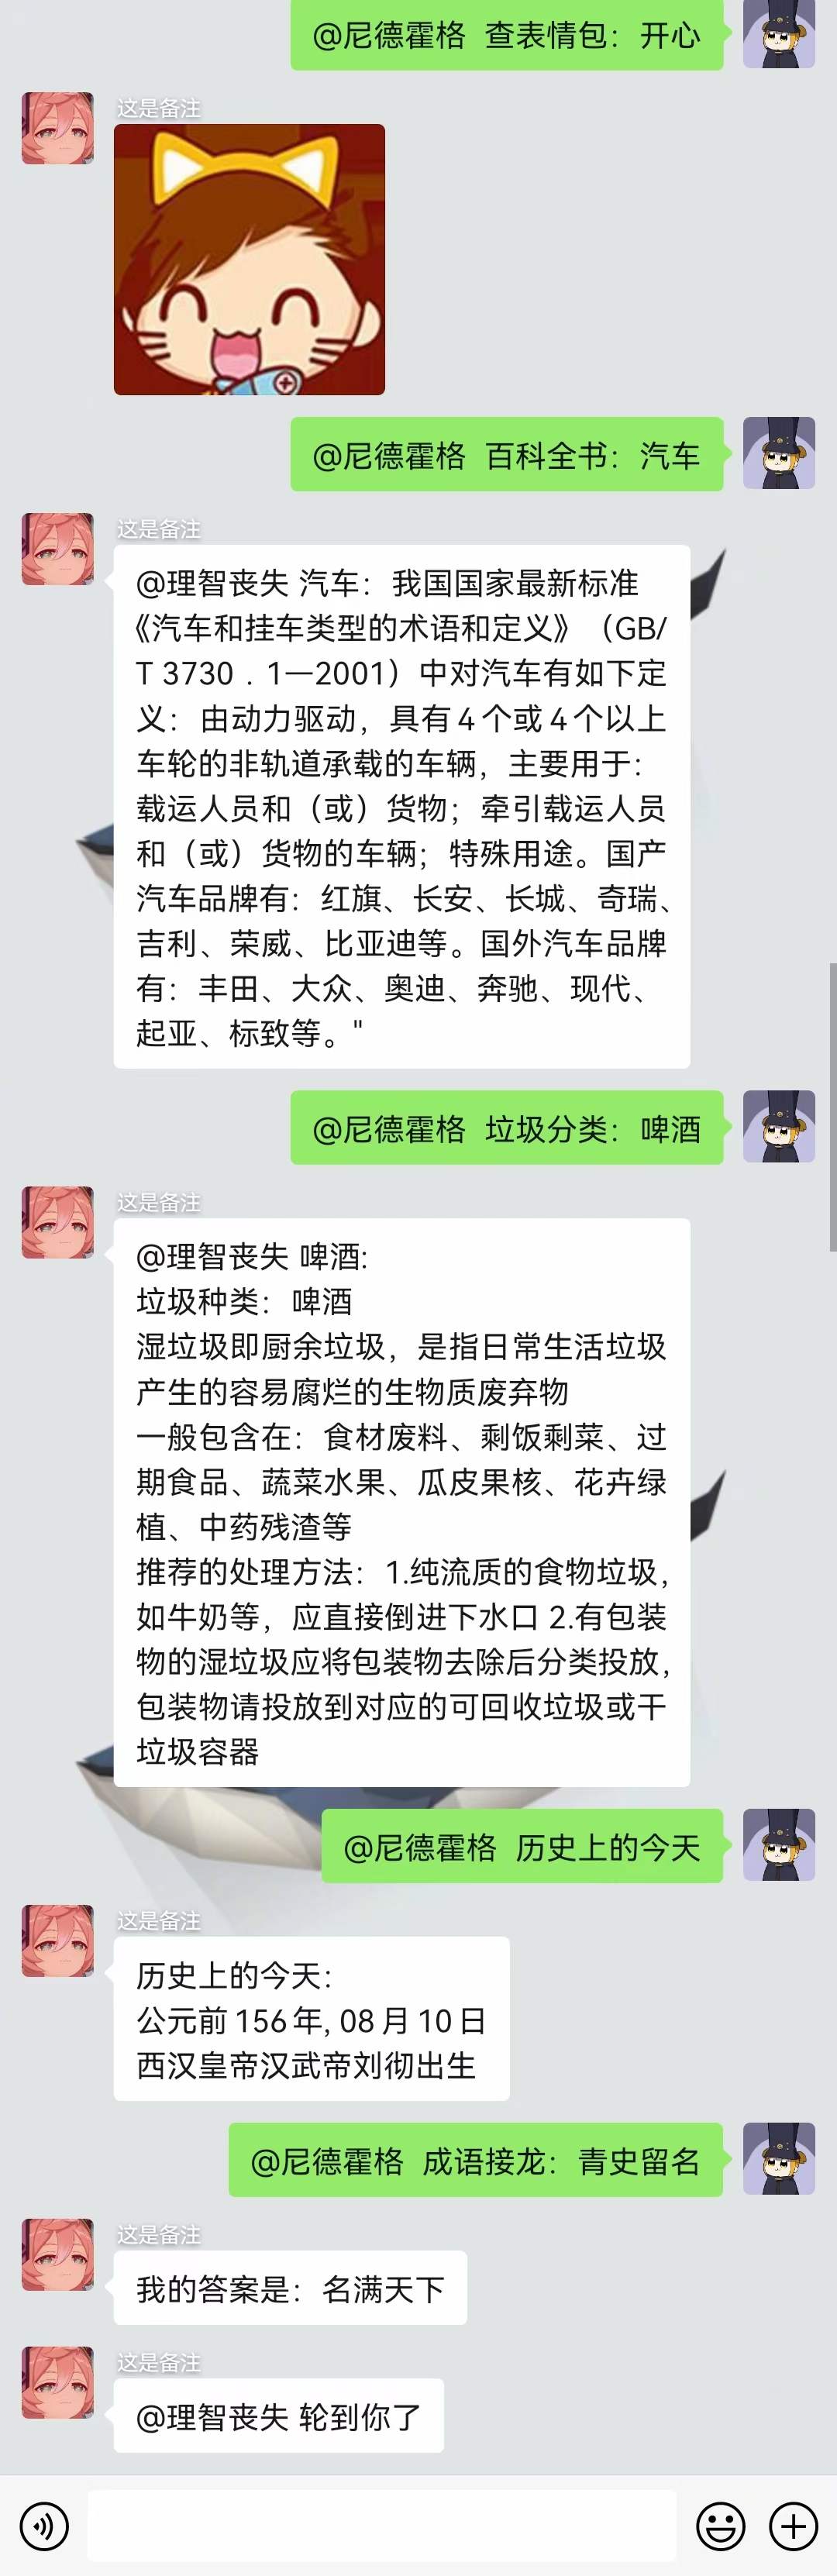 @尼德霍格 查表情包：开心
这是备注
@尼德霍格 百科全书：汽车
这是备注
@理智丧失 汽车：我国国家最新标准
《汽车和挂车类型的术语和定义》（GB/
T 3730．1—2001）中对汽车有如下定
义：由动力驱动，具有4个或4个以上
车轮的非轨道承载的车辆，主要用于：
载运人员和（或）货物；牵引载运人员
和（或）货物的车辆；特殊用途。国产
汽车品牌有：红旗、长安、长城、奇瑞、
吉利、荣威、比亚迪等。国外汽车品牌
有：丰田、大众、奥迪、奔驰、现代、
起亚、标致等。"
@尼德霍格 垃圾分类：啤酒
这是备注
@理智丧失 啤酒:
垃圾种类：啤酒
湿垃圾即厨余垃圾，是指日常生活垃圾
产生的容易腐烂的生物质废弃物
一般包含在：食材废料、剩饭剩菜、过
期食品、蔬菜水果、瓜皮果核、花卉绿
植、中药残渣等
推荐的处理方法：1.纯流质的食物垃圾，
如牛奶等，应直接倒进下水口 2.有包装
物的湿垃圾应将包装物去除后分类投放，
包装物请投放到对应的可回收垃圾或干
垃圾容器
@尼德霍格 历史上的今天
这是备注
历史上的今天：
公元前156年, 08月10日
西汉皇帝汉武帝刘彻出生
@尼德霍格 成语接龙：青史留名
这是备注
我的答案是：名满天下
这是备注
@理智丧失 轮到你了